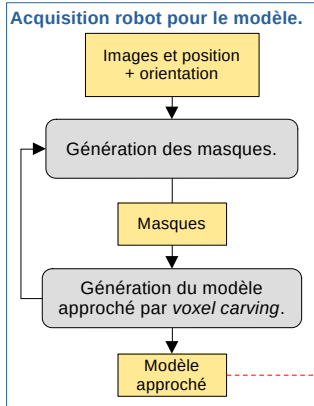 Acquisition robot pour le modèle.
Images et position
+ orientation
Génération des masques.
Masques
Génération du modèle
approché par voxel carving.
Modèle
approché